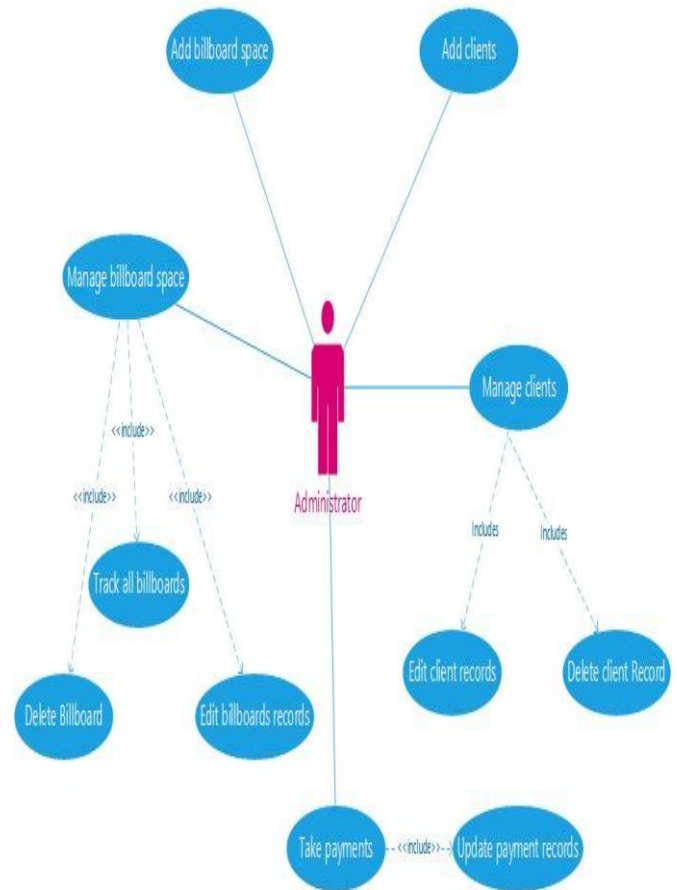 Add billboard space
Add clients
Manage billboard space
Manage clients
<<include>>
<<include>>
<<include>>
Administrator
Includes
Includes
Track all billboards
Edit client records
Delete client Record
Delete Billboard
Edit billboards records
Take payments
<<include>>
Update payment records